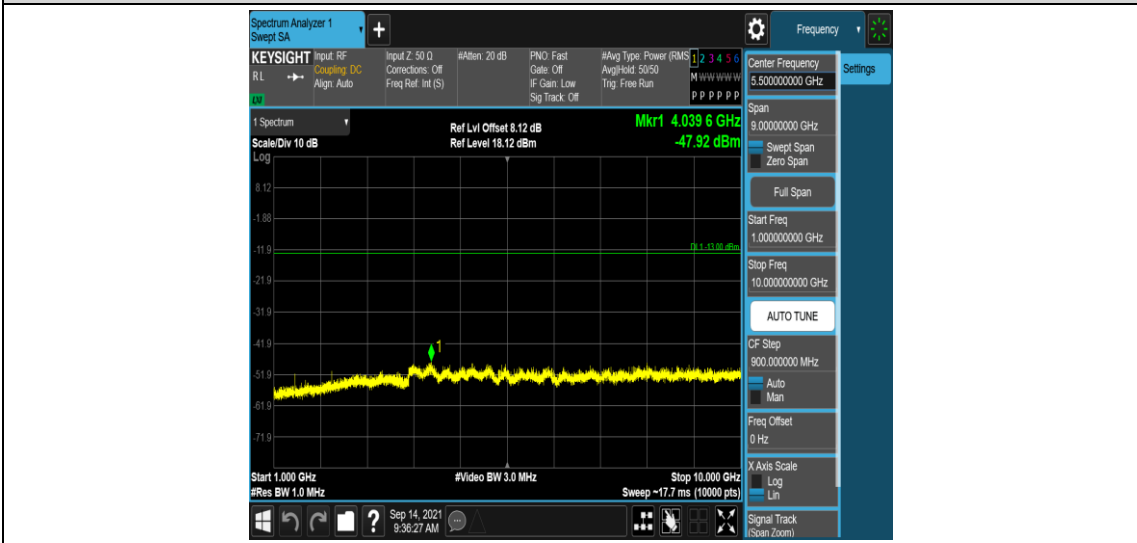 Spectrum Analyzer 1
Swept SA
Frequency
KEYSIGHT
RL
LXI
Input: RF
Coupling: DC
Align: Auto
Input Z: 50 Ω
Corrections: Off
Freq Ref: Int (S)
#Atten: 20 dB
PNO: Fast
Gate: Off
IF Gain: Low
Sig Track: Off
#Avg Type: Power (RMS
Avg|Hold: 50/50
Trig: Free Run
1 2 3 4 5 6
M W W W W W
P P P P P P
1 Spectrum
Scale/Div 10 dB
Log
Ref Lvl Offset 8.12 dB
Ref Level 18.12 dBm
Mkr1 4.039 6 GHz
-47.92 dBm
8.12
-1.88
-11.9
DL1 -13.00 dBm
-21.9
-31.9
-41.9
1
-51.9
-61.9
-71.9
Start 1.000 GHz
#Video BW 3.0 MHz
Stop 10.000 GHz
#Res BW 1.0 MHz
Sweep ~17.7 ms (10000 pts)
?
Sep 14, 2021
9:36:27 AM
Center Frequency
5.500000000 GHz
Settings
Span
9.00000000 GHz
Swept Span
Zero Span
Full Span
Start Freq
1.000000000 GHz
Stop Freq
10.000000000 GHz
AUTO TUNE
CF Step
900.000000 MHz
Auto
Man
Freq Offset
0 Hz
X Axis Scale
Log
Lin
Signal Track
(Span Zoom)